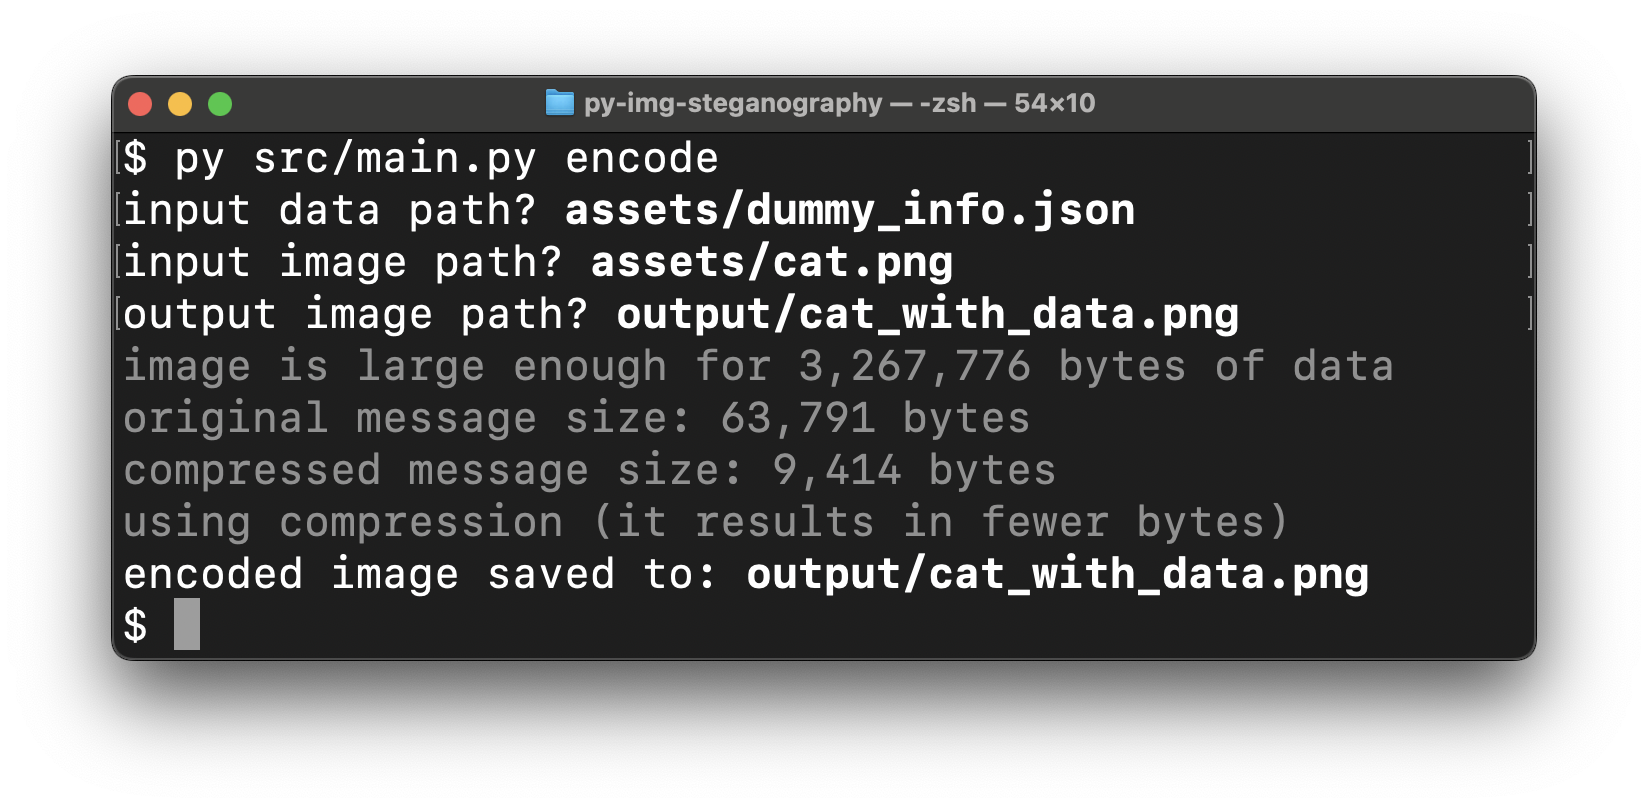 py-img-steganography — -zsh — 54×10
$ py src/main.py encode
input data path? assets/dummy_info.json
input image path? assets/cat.png
output image path? output/cat_with_data.png
image is large enough for 3,267,776 bytes of data
original message size: 63,791 bytes
compressed message size: 9,414 bytes
using compression (it results in fewer bytes)
encoded image saved to: output/cat_with_data.png
$